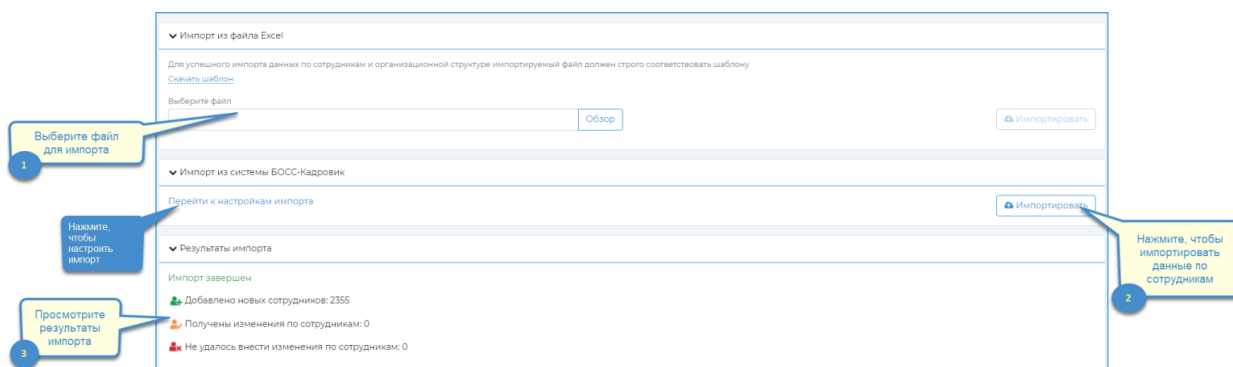 Импорт из файла Excel
Для успешного импорта данных по сотрудникам и организационной структуре импортируемый файл должен строго соответствовать шаблону
Скачать шаблон
Выберите файл
Обзор
Импортировать
Выберите файл
для импорта
1
Импорт из системы БОСС-Кадровик
Перейти к настройкам импорта
Импортировать
Нажмите,
чтобы
настроить
импорт
Нажмите, чтобы
импортировать
данные по
сотрудникам
2
Результаты импорта
Импорт завершен
Добавлено новых сотрудников: 2355
Получены изменения по сотрудникам: 0
Не удалось внести изменения по сотрудникам: 0
Просмотрите
результаты
импорта
3